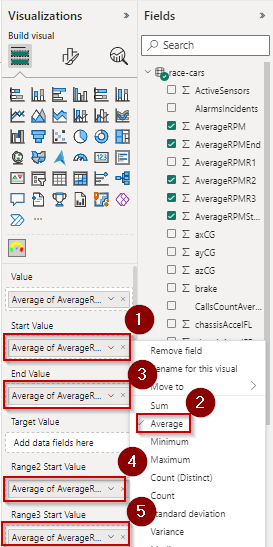 Visualizations
Build visual
Value
Average of AverageR...
Start Value
Average of AverageR...
End Value
Average of AverageR...
Target Value
Add data fields here
Range2 Start Value
Average of AverageR...
Range3 Start Value
Average of AverageR...
Fields
Search
race-cars
ActiveSensors
AlarmsIncidents
AverageRPM
AverageRPMEnd
AverageRPMR1
AverageRPMR2
AverageRPMR3
AverageRPMSt...
axCG
ayCG
azCG
brake
CallsCountAver...
chassisAccelFL
Remove field
Rename for this visual
Move to
Sum
Average
Minimum
Maximum
Count (Distinct)
Count
Standard deviation
Variance
1
2
3
4
5